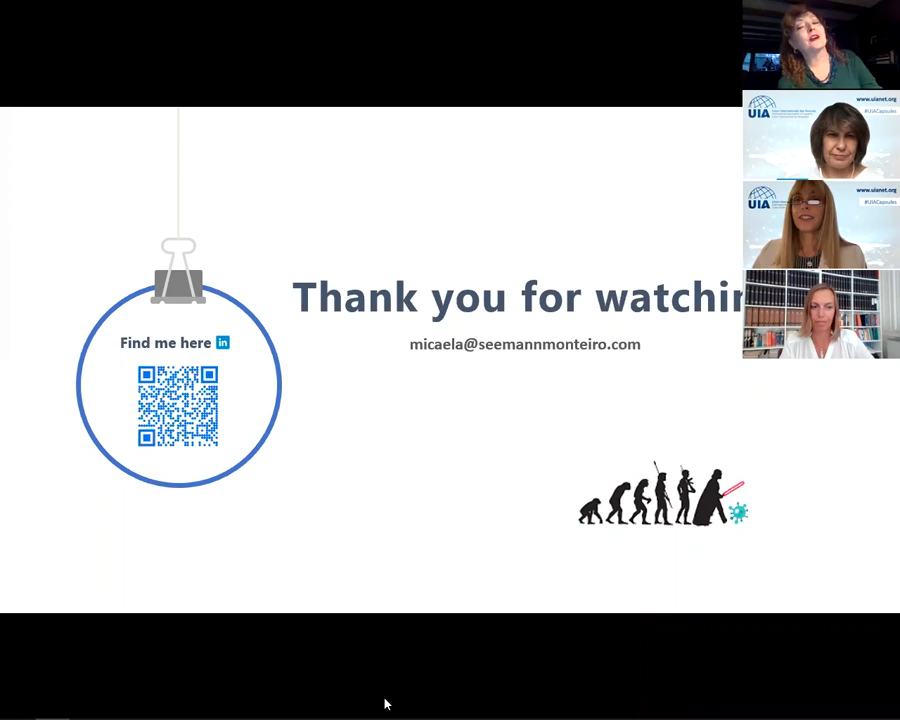 www.uianet.org
UIA
#UIACapsules
www.uianet.org
UIA
#UIACapsules
Thank you for watchin
Find me here in
micaela@seemannmonteiro.com